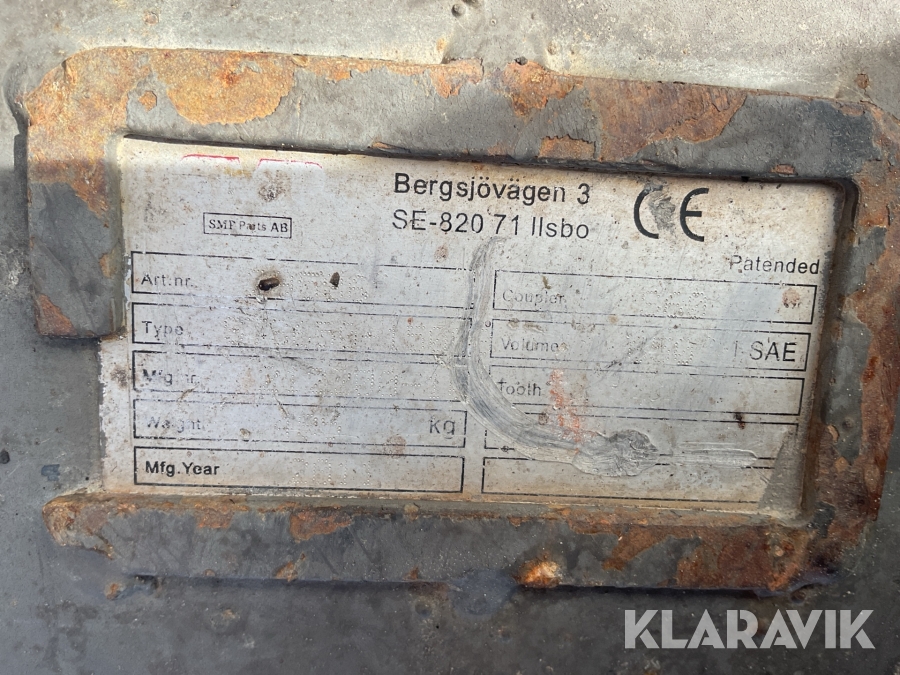 Bergsjövägen 3
SE-820 71 Ilsbo
CE
SMP Parts AB
Patended
Art.nr.
Coupler
Type
Volume
l SAE
Mfg.nr.
Tooth
Weight.
Kg
Mfg.Year
KLARAVIK